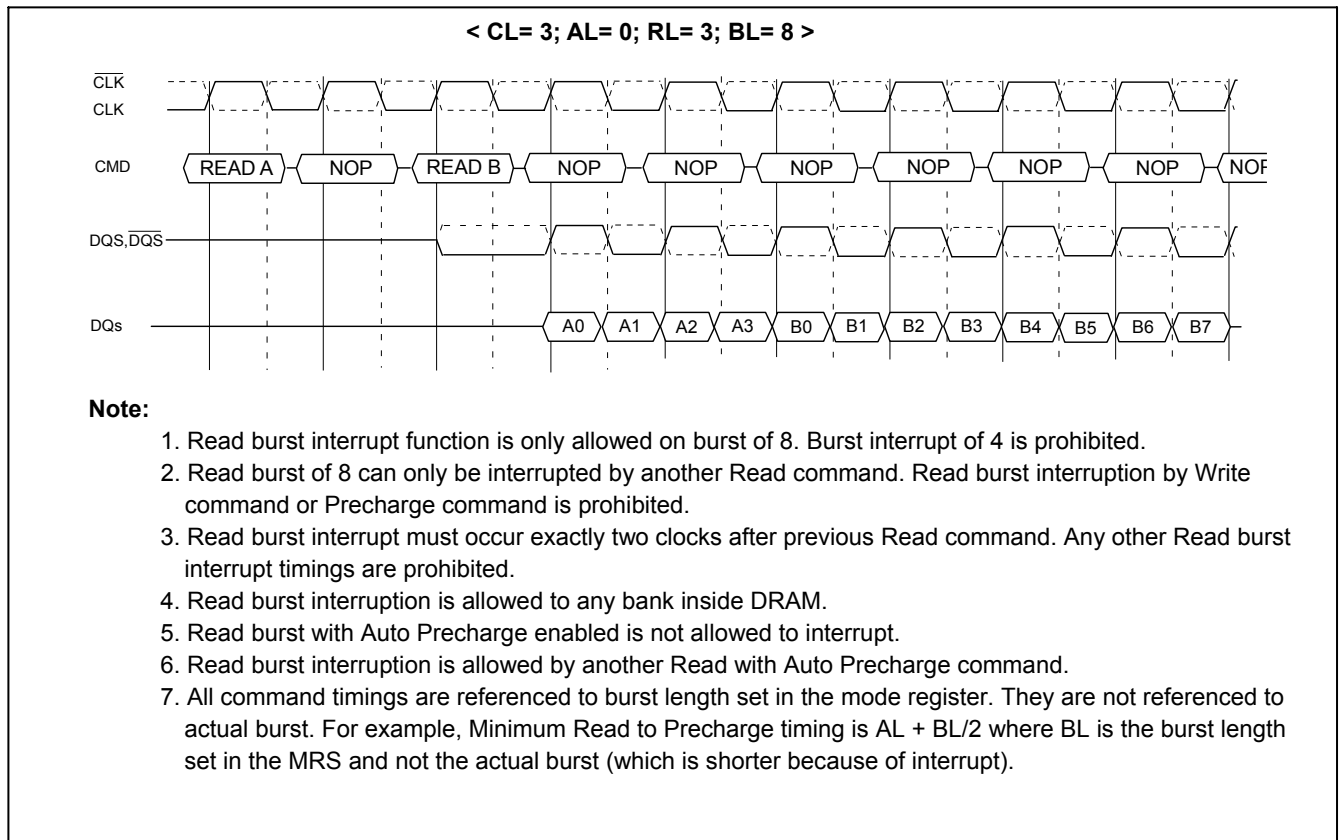 < CL= 3; AL= 0; RL= 3; BL= 8 >
CLK
CLK
CMD READ A NOP READ B NOP NOP NOP NOP NOP NOP NOP
DQS,DQS
DQs A0 A1 A2 A3 B0 B1 B2 B3 B4 B5 B6 B7
Note:
1. Read burst interrupt function is only allowed on burst of 8. Burst interrupt of 4 is prohibited.
2. Read burst of 8 can only be interrupted by another Read command. Read burst interruption by Write
command or Precharge command is prohibited.
3. Read burst interrupt must occur exactly two clocks after previous Read command. Any other Read burst
interrupt timings are prohibited.
4. Read burst interruption is allowed to any bank inside DRAM.
5. Read burst with Auto Precharge enabled is not allowed to interrupt.
6. Read burst interruption is allowed by another Read with Auto Precharge command.
7. All command timings are referenced to burst length set in the mode register. They are not referenced to
actual burst. For example, Minimum Read to Precharge timing is AL + BL/2 where BL is the burst length
set in the MRS and not the actual burst (which is shorter because of interrupt).